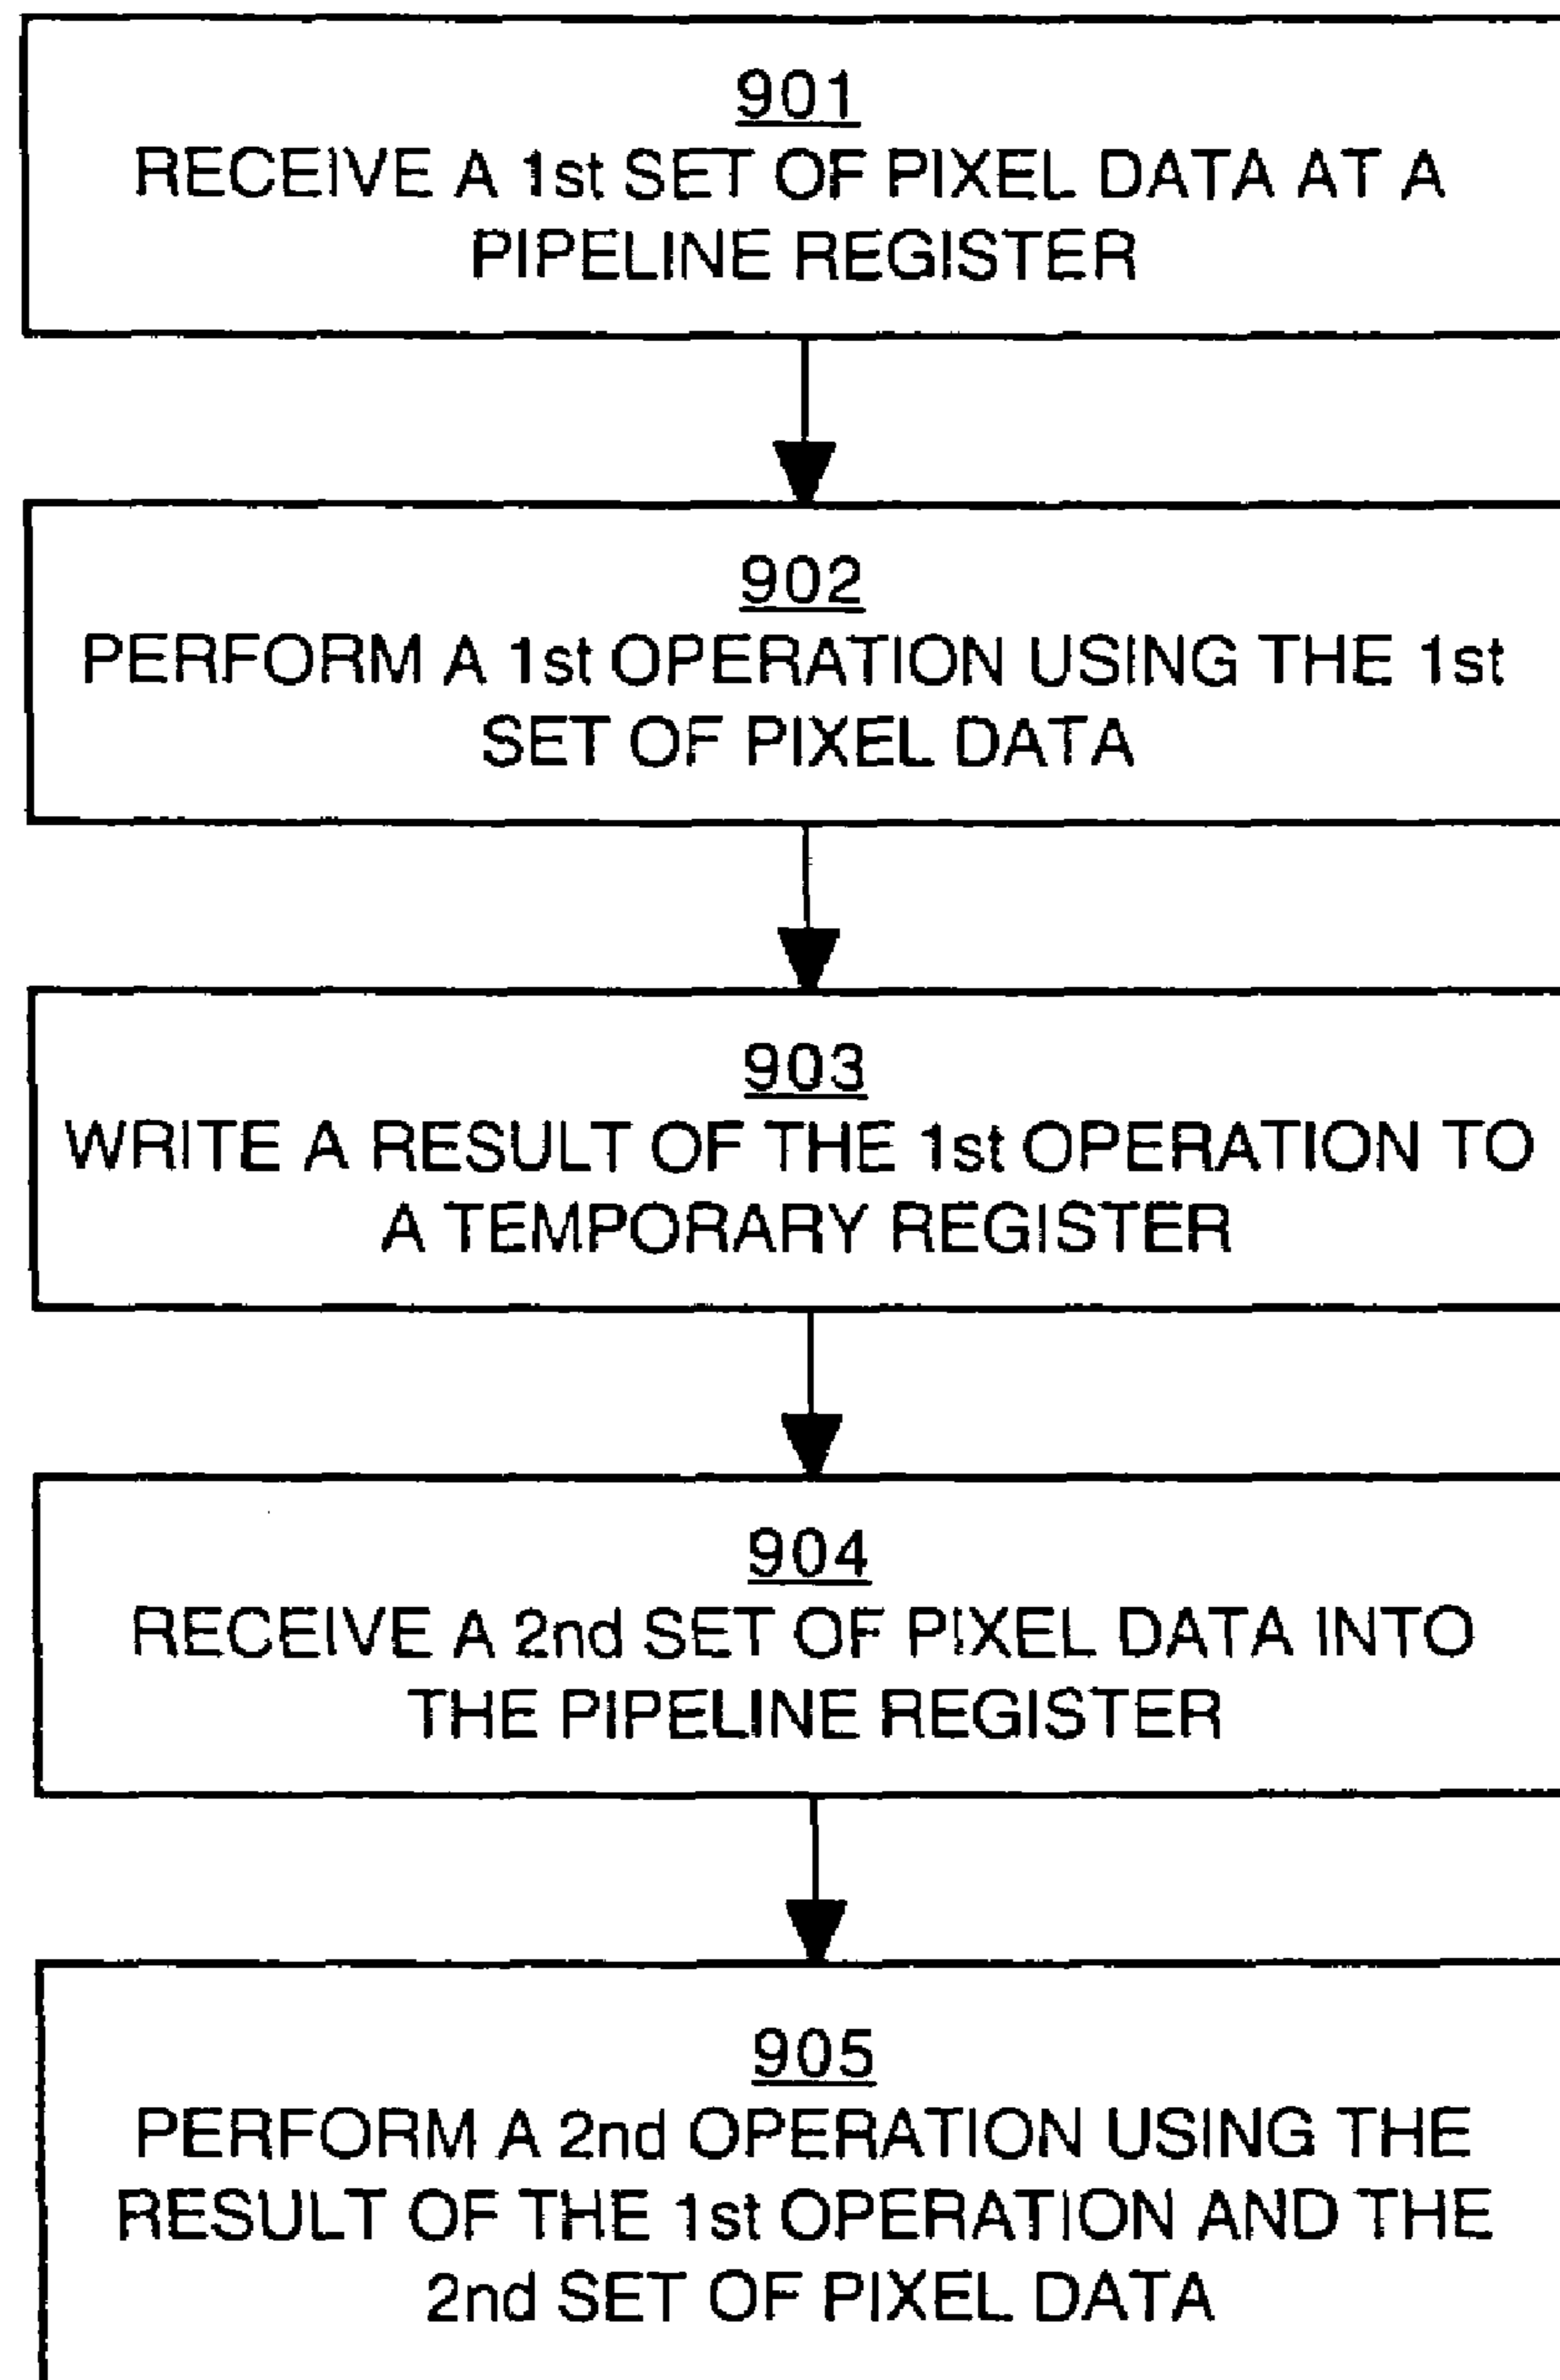 901
RECEIVE A 1st SET OF PIXEL DATA AT A
PIPELINE REGISTER
902
PERFORM A 1st OPERATION USING THE 1st
SET OF PIXEL DATA
903
WRITE A RESULT OF THE 1st OPERATION TO
A TEMPORARY REGISTER
904
RECEIVE A 2nd SET OF PIXEL DATA INTO
THE PIPELINE REGISTER
905
PERFORM A 2nd OPERATION USING THE
RESULT OF THE 1st OPERATION AND THE
2nd SET OF PIXEL DATA